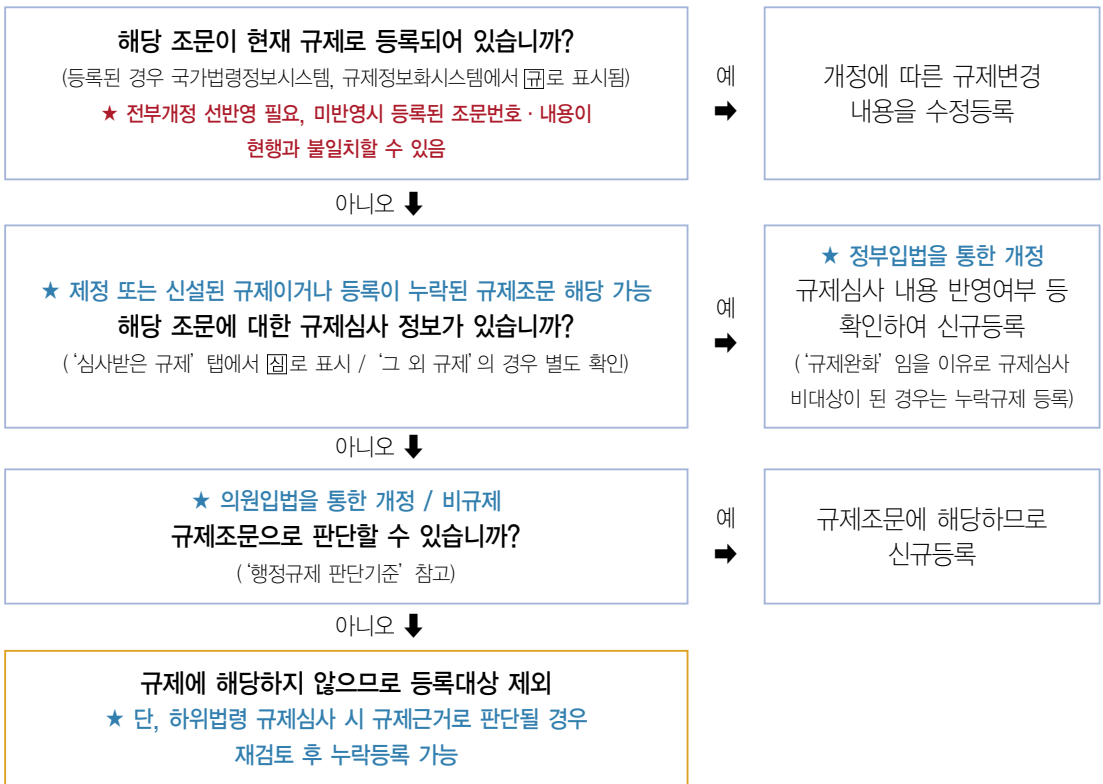 해당 조문이 현재 규제로 등록되어 있습니까?
(등록된 경우 국가법령정보시스템, 규제정보화시스템에서 규로 표시됨)
★ 전부개정 선반영 필요, 미반영시 등록된 조문번호 · 내용이
현행과 불일치할 수 있음
예
➡
개정에 따른 규제변경
내용을 수정등록
아니오 ⬇
★ 제정 또는 신설된 규제이거나 등록이 누락된 규제조문 해당 가능
해당 조문에 대한 규제심사 정보가 있습니까?
(‘심사받은 규제’ 탭에서 심로 표시 / ‘그 외 규제’의 경우 별도 확인)
예
➡
★ 정부입법을 통한 개정
규제심사 내용 반영여부 등
확인하여 신규등록
(‘규제완화’ 임을 이유로 규제심사
비대상이 된 경우는 누락규제 등록)
아니오 ⬇
★ 의원입법을 통한 개정 / 비규제
규제조문으로 판단할 수 있습니까?
(‘행정규제 판단기준’ 참고)
예
➡
규제조문에 해당하므로
신규등록
아니오 ⬇
규제에 해당하지 않으므로 등록대상 제외
★ 단, 하위법령 규제심사 시 규제근거로 판단될 경우
재검토 후 누락등록 가능